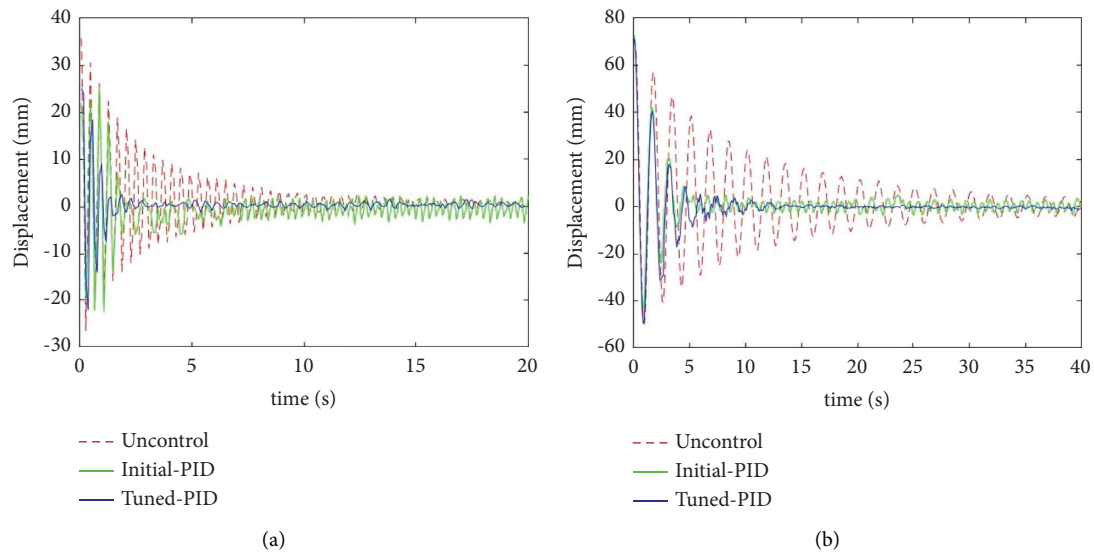 40
30
20
10
0
-10
-20
-30
Displacement (mm)
0 5 10 15 20
time (s)
Uncontrol
Initial-PID
Tuned-PID
(a)
80
60
40
20
0
-20
-40
-60
Displacement (mm)
0 5 10 15 20 25 30 35 40
time (s)
Uncontrol
Initial-PID
Tuned-PID
(b)